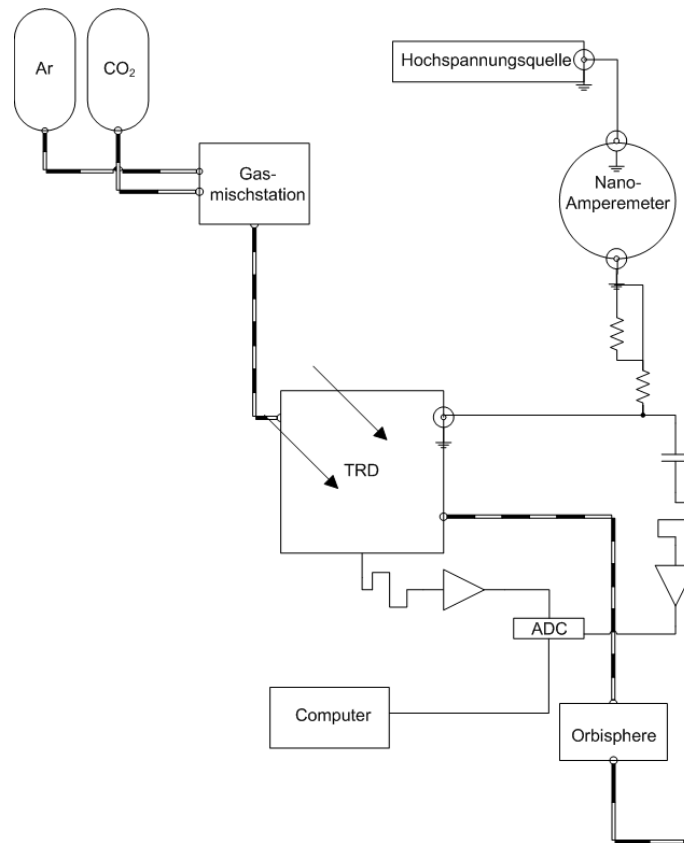 Ar
CO₂
Hochspannungsquelle
Gas-
mischstation
Nano-
Amperemeter
TRD
ADC
Computer
Orbisphere